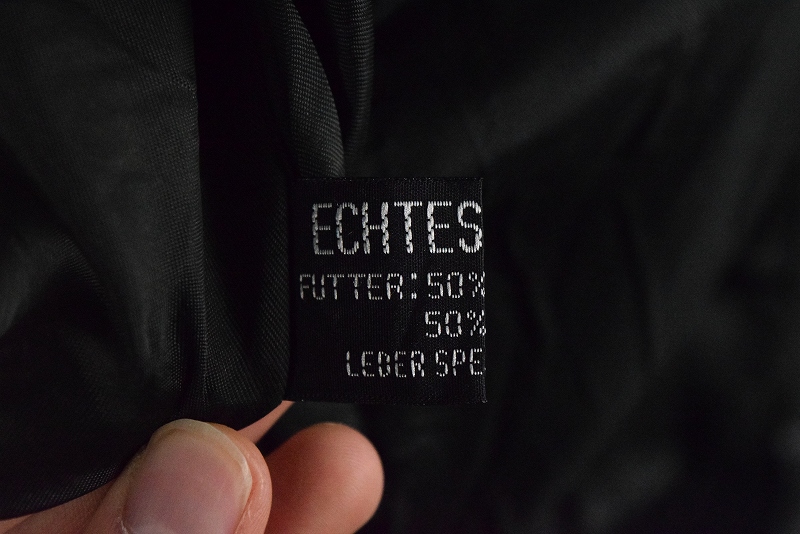 ECHTES
FUTTER: 50%
50%
LEDER SPE